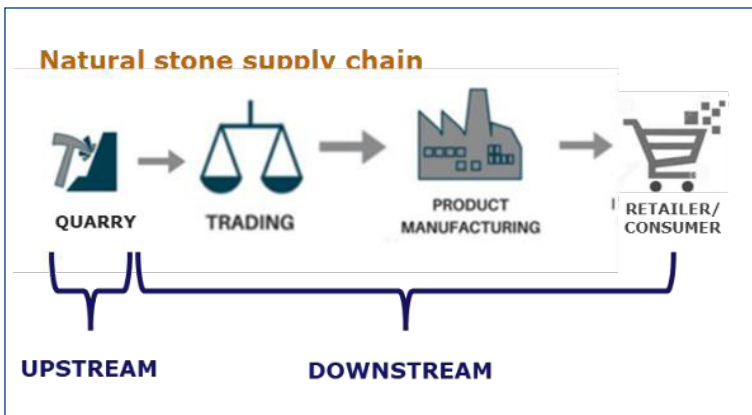 Natural stone supply chain
QUARRY
TRADING
PRODUCT
MANUFACTURING
RETAILER/
CONSUMER
UPSTREAM
DOWNSTREAM